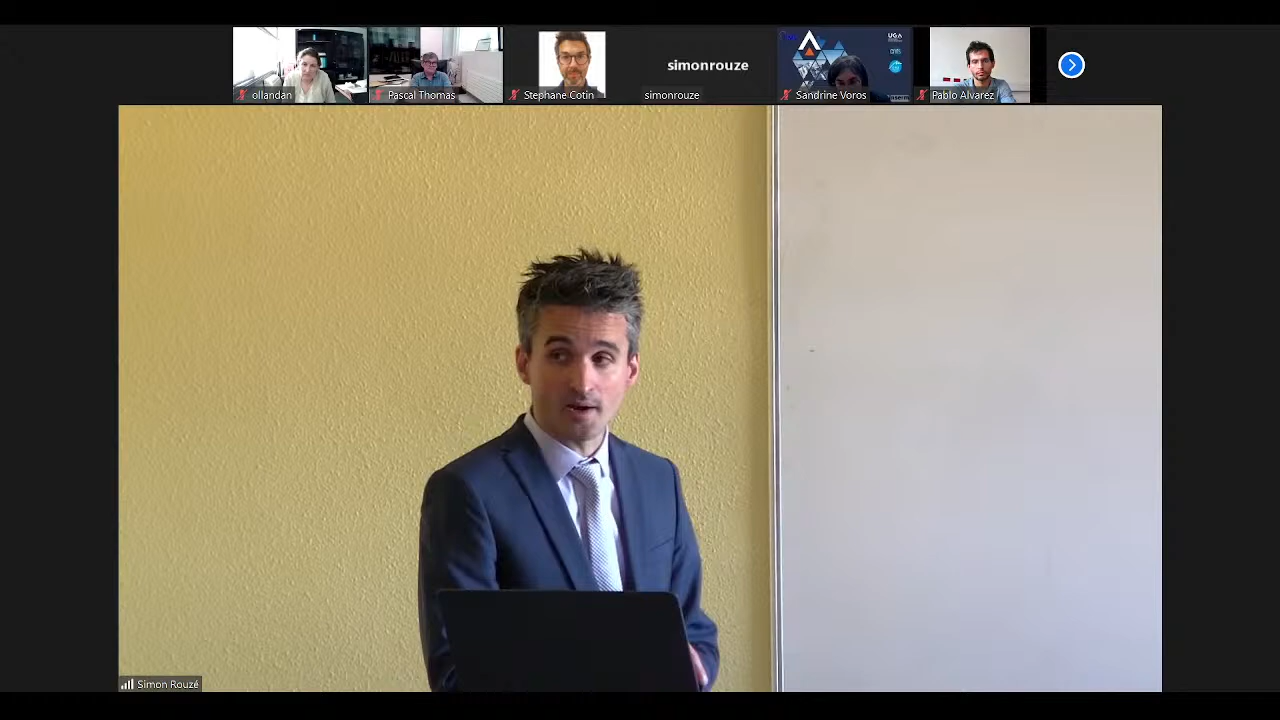 simonrouze
UGA
ollandan
Pascal Thomas
Stephane Cotin
simonrouze
Sandrine Voros
Pablo Alvarez
Simon Rouzé